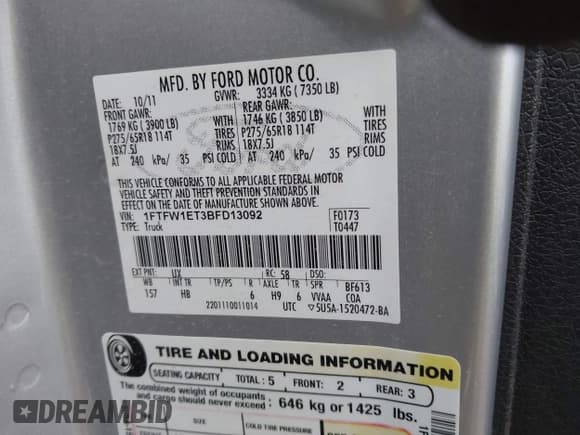 MFD. BY FORD MOTOR CO.
10/11 GVWR: 3334 KG ( 7350 LB)
FRONT GAWR: REAR GAWR:
1769 KG ( 3900 LB) 1746 KG ( 3850 LB) WITH
P275/65R18 114T WITH P275/65R18 114T TIRES
18X7.5J TIRES 18X7.5J RIMS
RIMS
AT 240 kPa/ 35 PSI COLD AT 240 kPa/ 35 PSI COLD
THIS VEHICLE CONFORMS TO ALL APPLICABLE FEDERAL MOTOR
VEHICLE SAFETY AND THEFT PREVENTION STANDARDS IN
EFFECT ON THE DATE OF MANUFACTURE SHOWN ABOVE.
VIN: 1FTFW1ET3BFD13092 F0173
TYPE: Truck T0447
EXT PNT: UX RC: 58 DSO:
WB INT TR TP/PS R AXLE TR SPR BF613
157 HB 6 H9 6 VVAA COA
2201110011014 UTC 5U5A-1520472-BA
TIRE AND LOADING INFORMATION
SEATING CAPACITY TOTAL: 5 FRONT: 2 REAR: 3
The combined weight of occupants
and cargo should never exceed: 646 kg or 1425 lbs.
COLD TIRE PRESSURE
DREAMBID